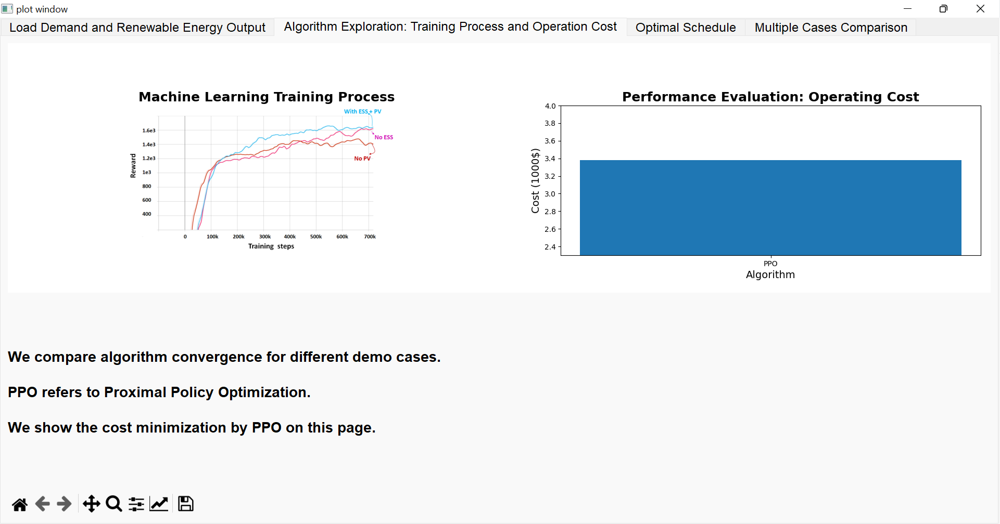 plot window
Load Demand and Renewable Energy Output
Algorithm Exploration: Training Process and Operation Cost
Optimal Schedule
Multiple Cases Comparison
Machine Learning Training Process
With ESS + PV
No ESS
No PV
Reward
1.6e3
1.4e3
1.2e3
1e3
800
600
400
0 100k 200k 300k 400k 500k 600k 700k
Training steps
Performance Evaluation: Operating Cost
Cost (1000$)
4.0
3.8
3.6
3.4
3.2
3.0
2.8
2.6
2.4
PPO
Algorithm
We compare algorithm convergence for different demo cases.
PPO refers to Proximal Policy Optimization.
We show the cost minimization by PPO on this page.